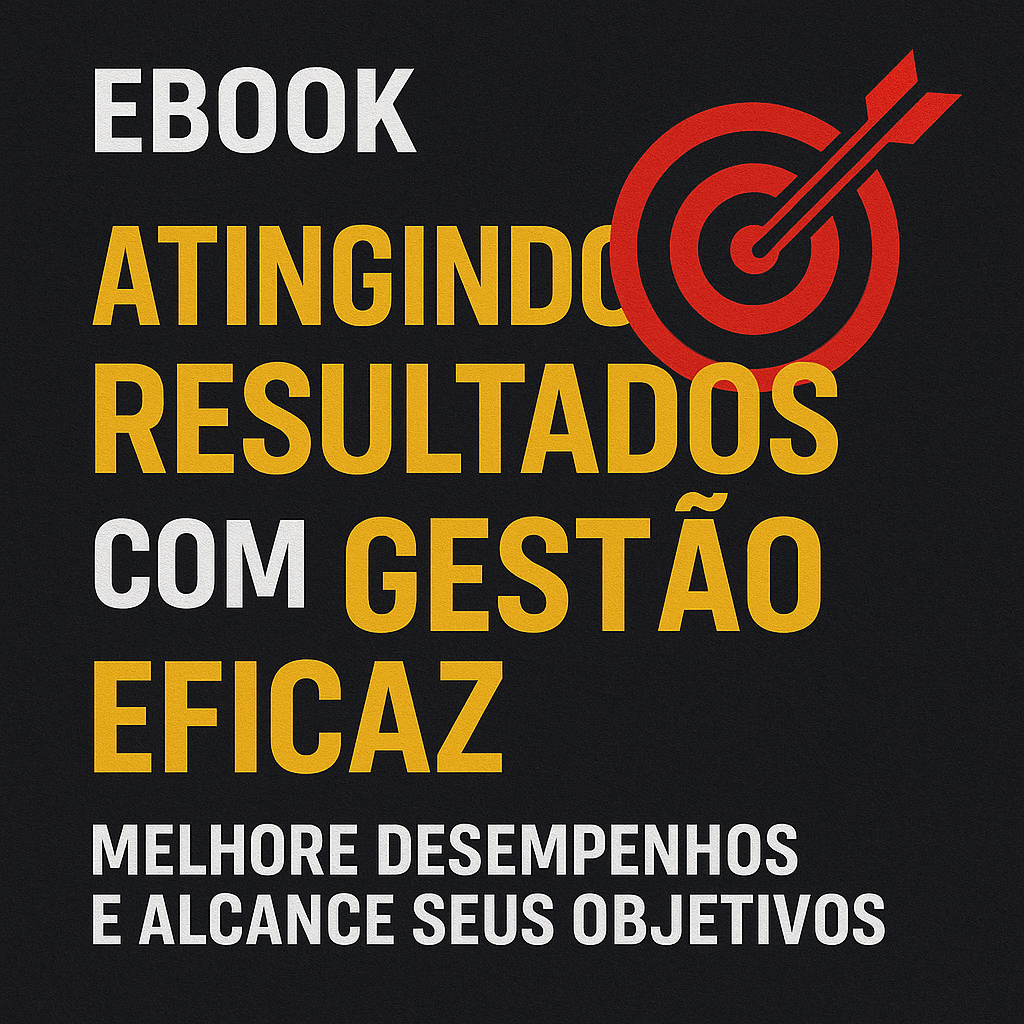 EBOOK
ATINGINDO
RESULTADOS
COM GESTÃO
EFICAZ
MELHORE DESEMPENHOS
E ALCANCE SEUS OBJETIVOS